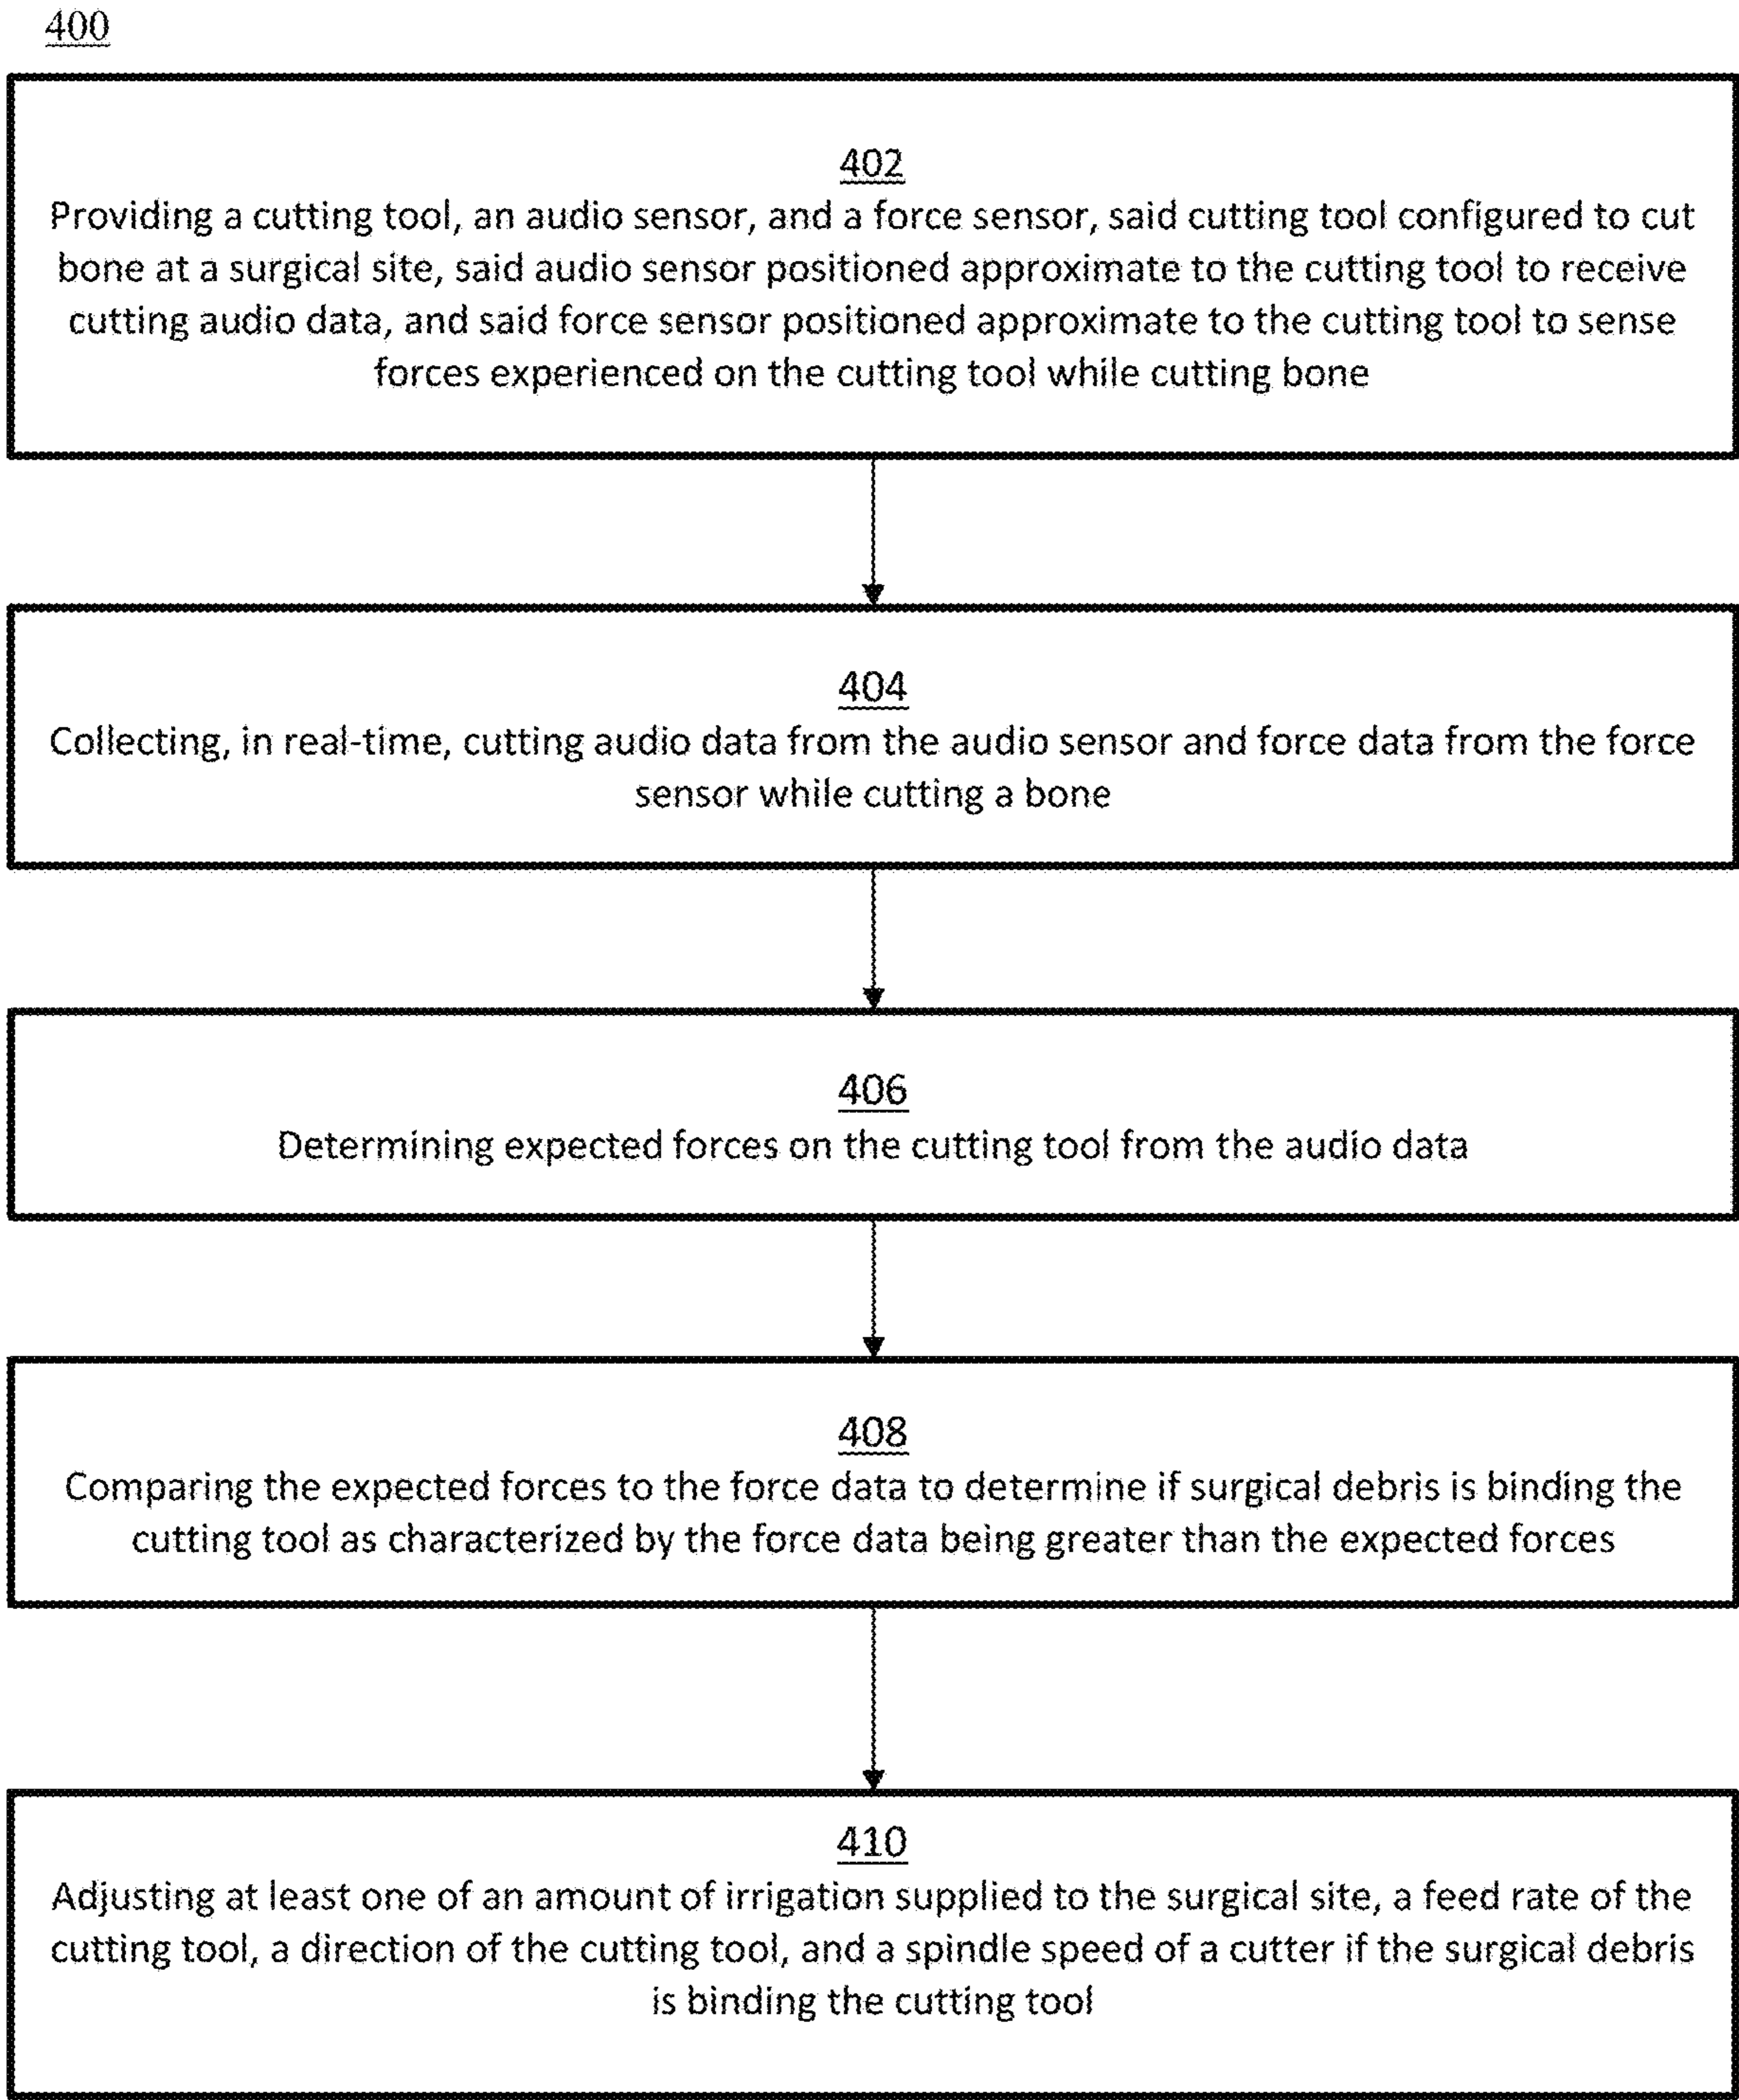 400
402
Providing a cutting tool, an audio sensor, and a force sensor, said cutting tool configured to cut
bone at a surgical site, said audio sensor positioned approximate to the cutting tool to receive
cutting audio data, and said force sensor positioned approximate to the cutting tool to sense
forces experienced on the cutting tool while cutting bone
404
Collecting, in real-time, cutting audio data from the audio sensor and force data from the force
sensor while cutting a bone
406
Determining expected forces on the cutting tool from the audio data
408
Comparing the expected forces to the force data to determine if surgical debris is binding the
cutting tool as characterized by the force data being greater than the expected forces
410
Adjusting at least one of an amount of irrigation supplied to the surgical site, a feed rate of the
cutting tool, a direction of the cutting tool, and a spindle speed of a cutter if the surgical debris
is binding the cutting tool